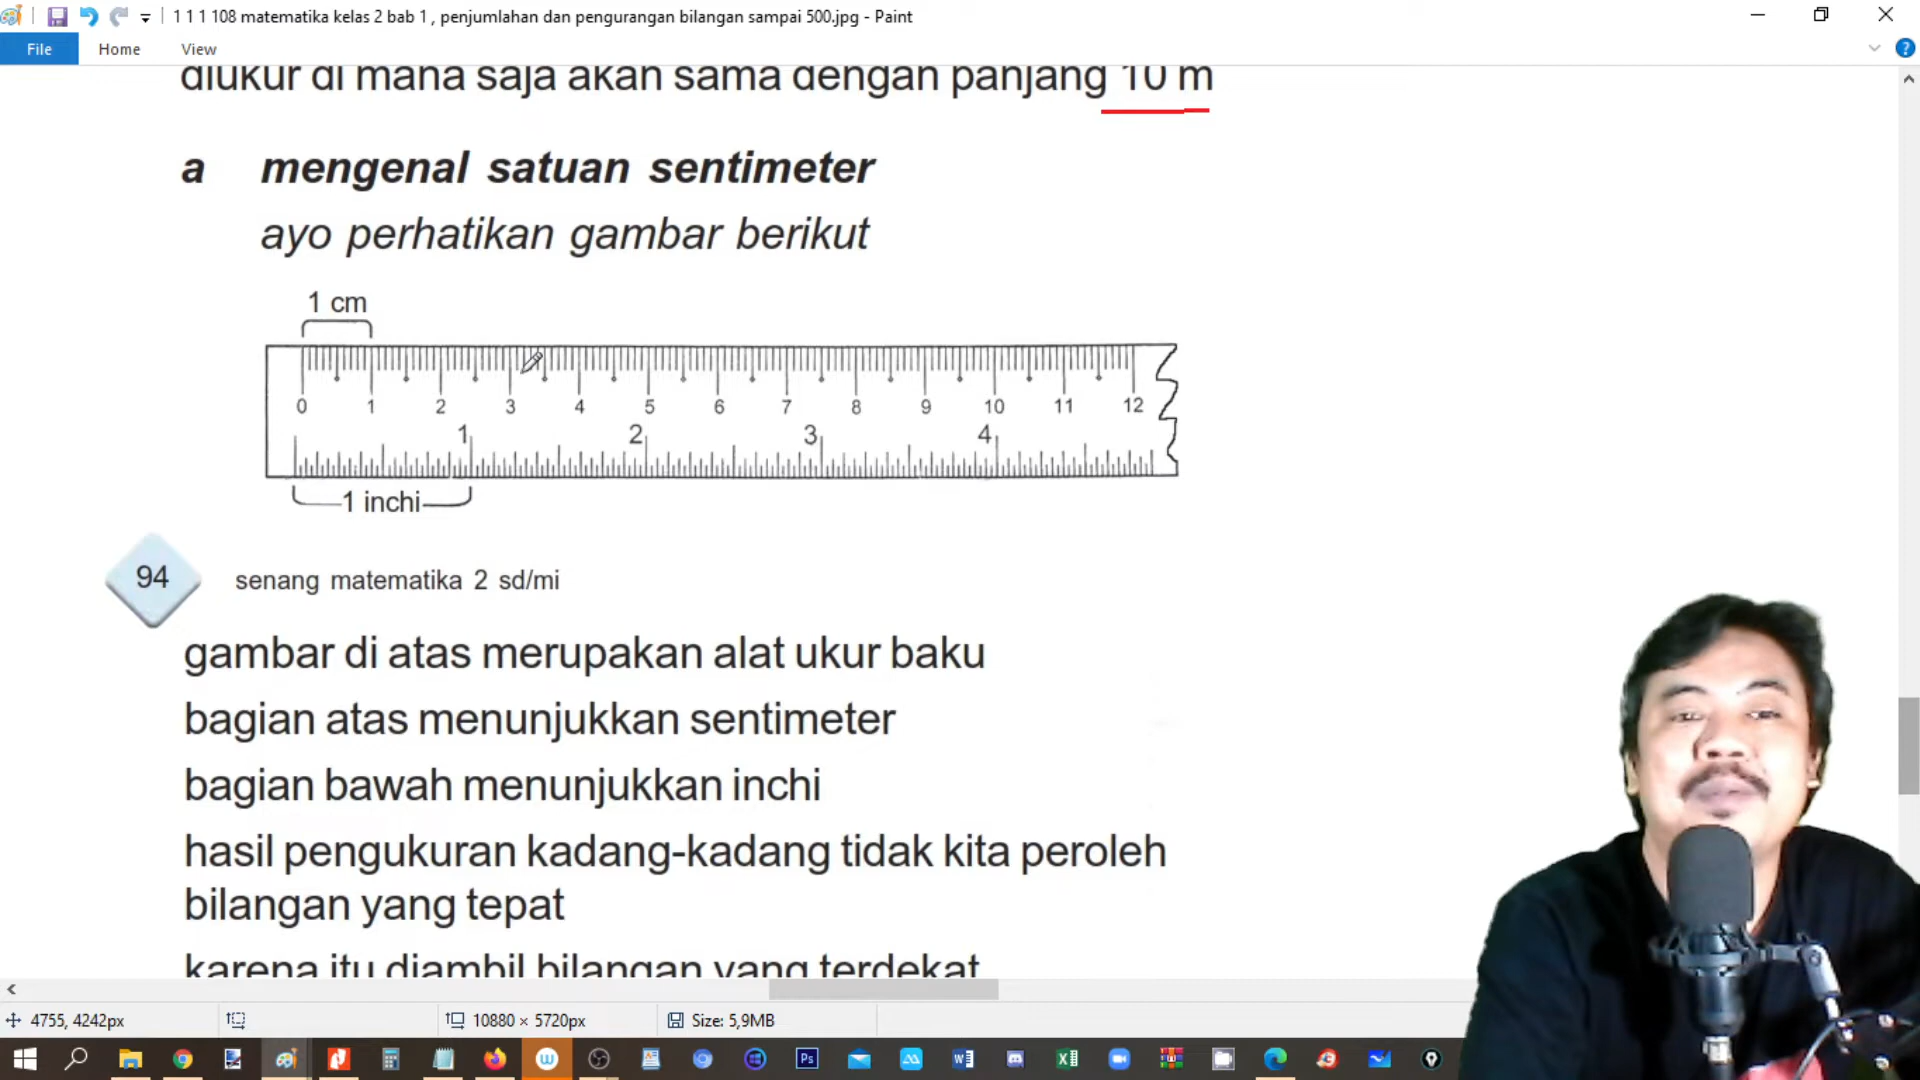 1 1 1 108 matematika kelas 2 bab 1 , penjumlahan dan pengurangan bilangan sampai 500.jpg - Paint
File Home View
diukur di mana saja akan sama dengan panjang 10 m
a mengenal satuan sentimeter
ayo perhatikan gambar berikut
1 cm
0 1 2 3 4 5 6 7 8 9 10 11 12
1 2 3 4
1 inchi
94 senang matematika 2 sd/mi
gambar di atas merupakan alat ukur baku
bagian atas menunjukkan sentimeter
bagian bawah menunjukkan inchi
hasil pengukuran kadang-kadang tidak kita peroleh
bilangan yang tepat
karena itu diambil bilangan yang terdekat
4755, 4242px 10880 × 5720px Size: 5,9MB
Ps